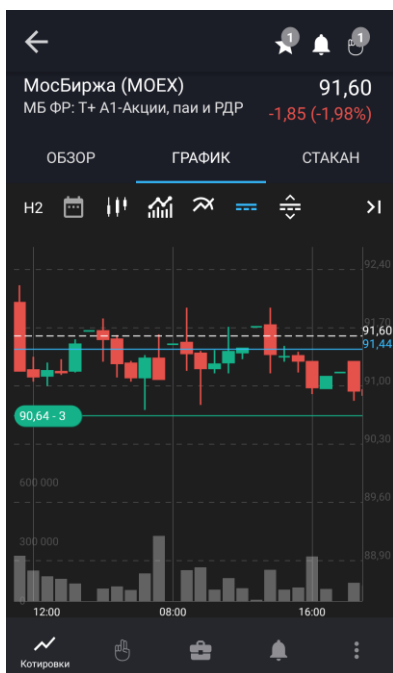 1
1
МосБиржа (MOEX)
91,60
МБ ФР: Т+ А1-Акции, паи и РДР
-1,85 (-1,98%)
ОБЗОР
ГРАФИК
СТАКАН
H2
92,40
91,70
91,60
91,44
91,00
90,64 - 3
90,30
600 000
89,60
300 000
88,90
0
12:00
08:00
16:00
Котировки